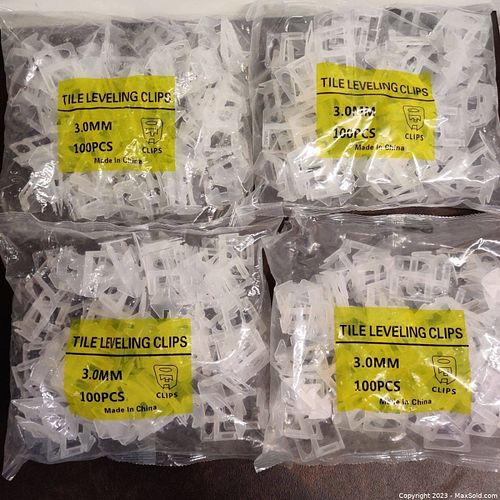 TILE LEVELING CLIPS
3.0MM
100PCS
CLIPS
Made in China
TILE LEVELING CLIPS
3.0MM
100PCS
CLIPS
Made in China
TILE LEVELING CLIPS
3.0MM
100PCS
CLIPS
Made in China
TILE LEVELING CLIPS
3.0MM
100PCS
CLIPS
Made in China
Copyright 2023 - MaxSold.com